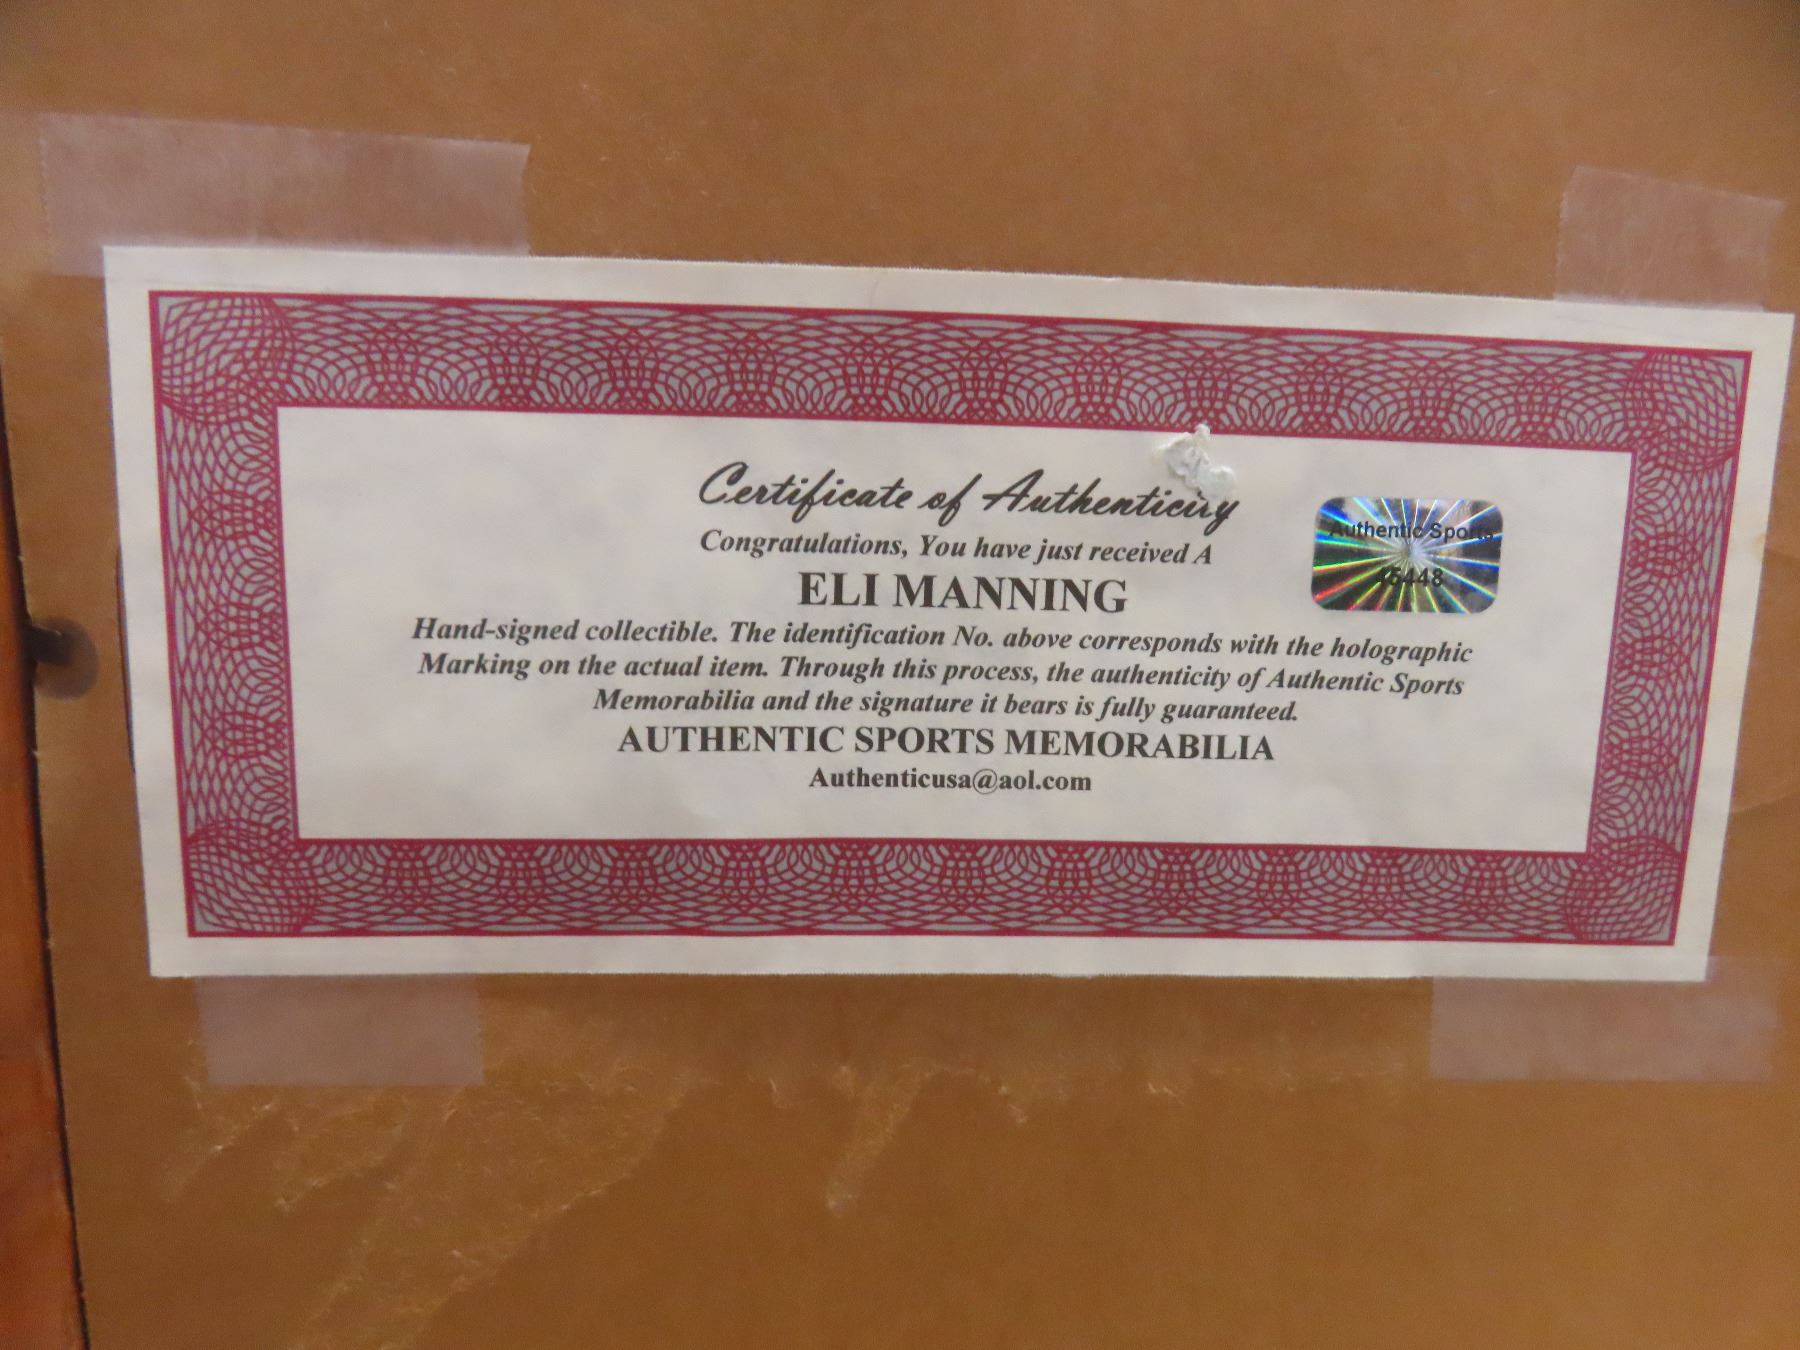 Certificate of Authenticity
Congratulations, You have just received A
ELI MANNING
Authentic Sports
45448
Hand-signed collectible. The identification No. above corresponds with the holographic
Marking on the actual item. Through this process, the authenticity of Authentic Sports
Memorabilia and the signature it bears is fully guaranteed.
AUTHENTIC SPORTS MEMORABILIA
Authenticusa@aol.com